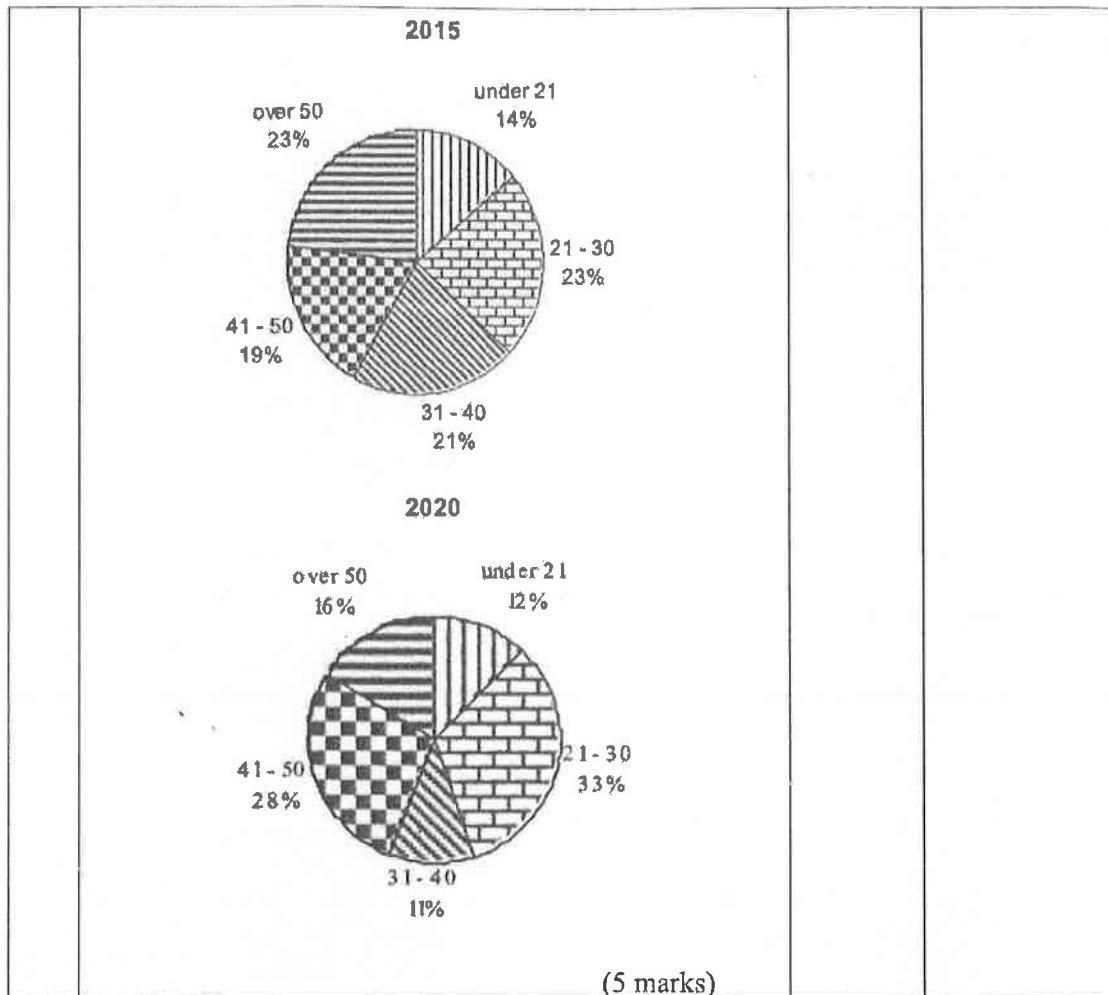 2015
under 21
14%
over 50
23%
21 - 30
23%
41 - 50
19%
31 - 40
21%
2020
over 50
16%
under 21
12%
21 - 30
33%
41 - 50
28%
31 - 40
11%
(5 marks)